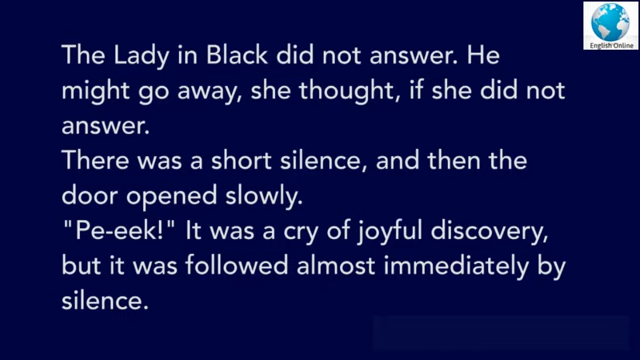 English Online
The Lady in Black did not answer. He
might go away, she thought, if she did not
answer.
There was a short silence, and then the
door opened slowly.
"Pe-eek!" It was a cry of joyful discovery,
but it was followed almost immediately by
silence.